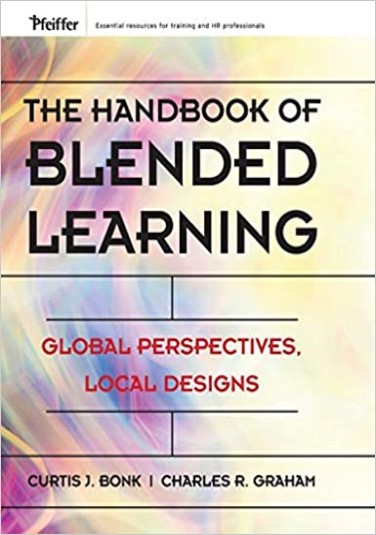 Pfeiffer Essential resources for training and HR professionals
THE HANDBOOK OF
BLENDED
LEARNING
GLOBAL PERSPECTIVES,
LOCAL DESIGNS
CURTIS J. BONK | CHARLES R. GRAHAM